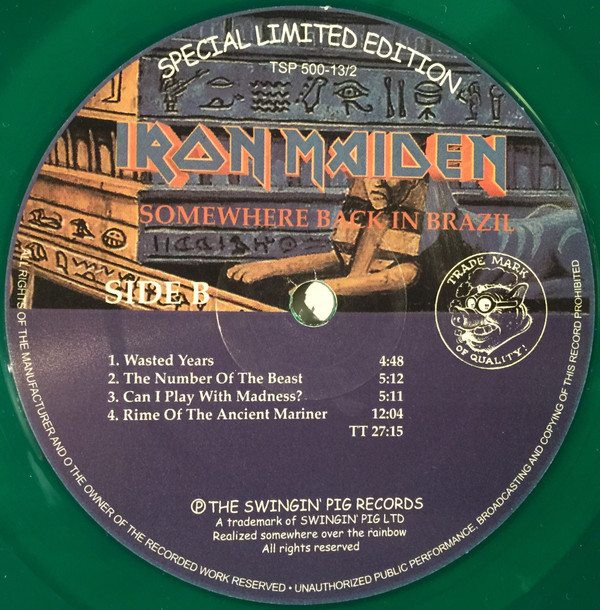 SPECIAL LIMITED EDITION
TSP 500-13/2
IRON MAIDEN
SOMEWHERE BACK IN BRAZIL
SIDE B
TRADE MARK
OF QUALITY!
1. Wasted Years 4:48
2. The Number Of The Beast 5:12
3. Can I Play With Madness? 5:11
4. Rime Of The Ancient Mariner 12:04
TT 27:15
℗ THE SWINGIN' PIG RECORDS
A trademark of SWINGIN' PIG LTD
Realized somewhere over the rainbow
All rights reserved
ALL RIGHTS OF THE MANUFACTURER AND O THE OWNER OF THE RECORDED WORK RESERVED • UNAUTHORIZED PUBLIC PERFORMANCE, BROADCASTING AND COPYING OF THIS RECORD PROHIBITED